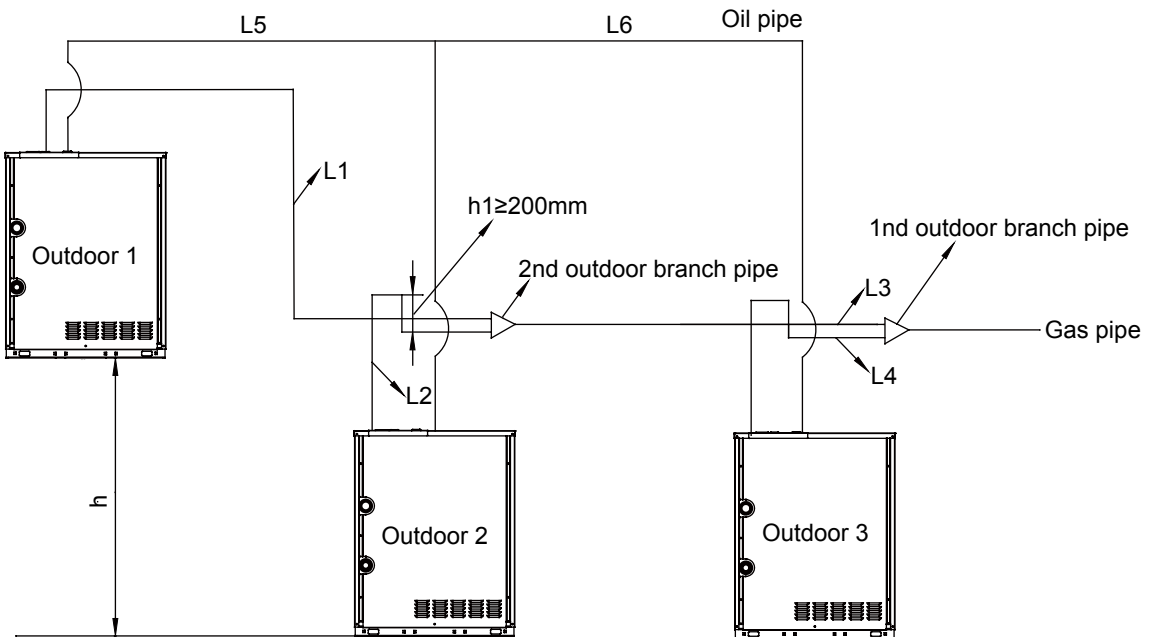 L5
L6
Oil pipe
L1
h1≥200mm
1nd outdoor branch pipe
Outdoor 1
2nd outdoor branch pipe
L3
Gas pipe
L2
L4
h
Outdoor 2
Outdoor 3